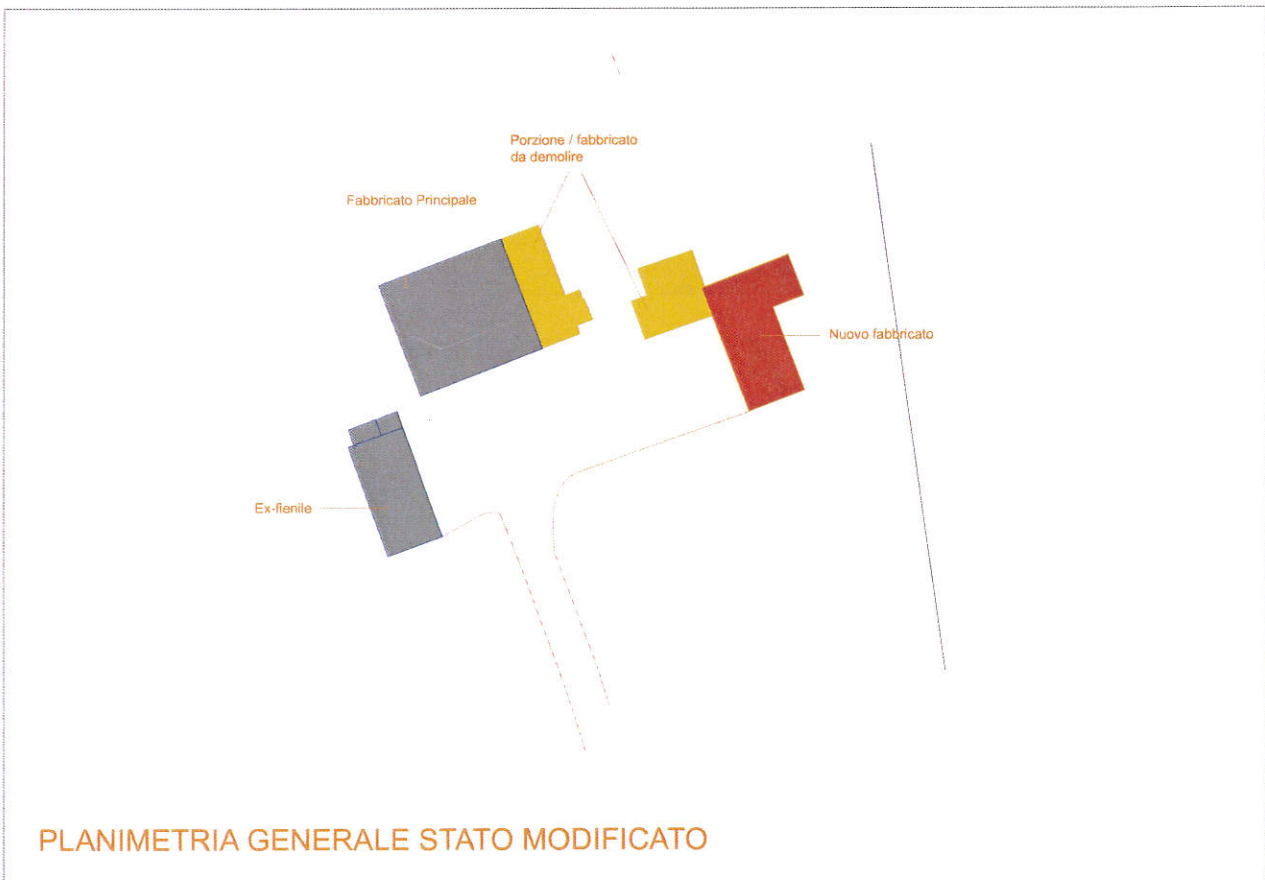 Porzione / fabbricato
da demolire
Fabbricato Principale
Nuovo fabbricato
Ex-fienile
PLANIMETRIA GENERALE STATO MODIFICATO